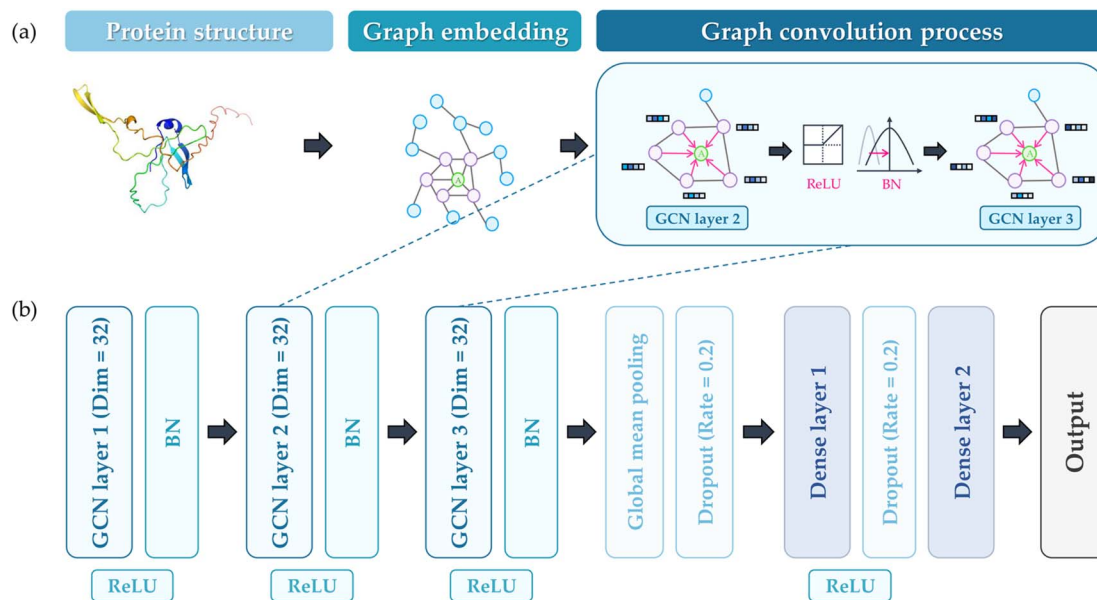 (a)
Protein structure
Graph embedding
Graph convolution process
A
A
ReLU
BN
A
GCN layer 2
GCN layer 3
(b)
GCN layer 1 (Dim = 32)
BN
GCN layer 2 (Dim = 32)
BN
GCN layer 3 (Dim = 32)
BN
Global mean pooling
Dropout (Rate = 0.2)
Dense layer 1
Dropout (Rate = 0.2)
Dense layer 2
Output
ReLU
ReLU
ReLU
ReLU